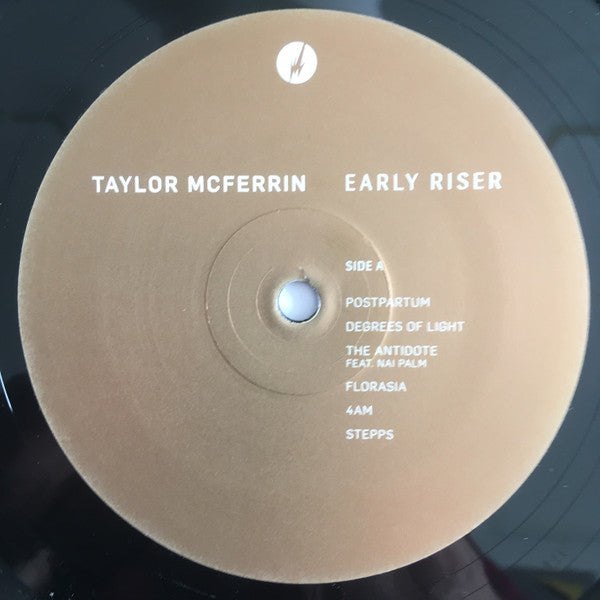 TAYLOR MCFERRIN EARLY RISER
SIDE A
POSTPARTUM
DEGREES OF LIGHT
THE ANTIDOTE
FEAT. NAI PALM
FLORASIA
4AM
STEPPS